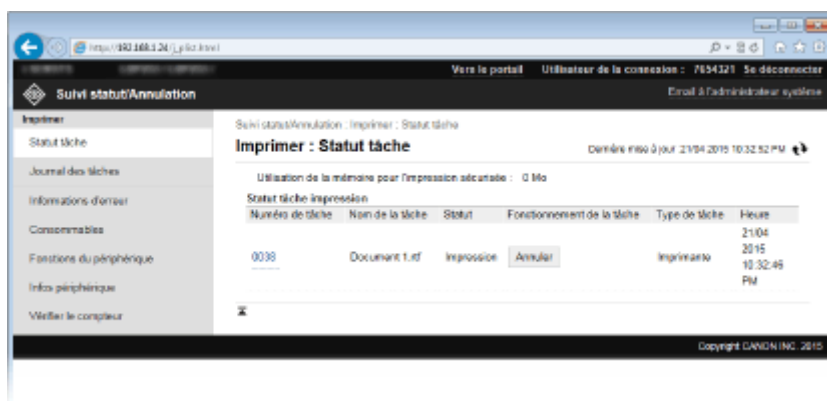 http://192.168.1.24/j_plist.html
Vers le portail Utilisateur de la connexion : 7654321 Se déconnecter
Suivi statut/Annulation Email à l'administrateur système
Imprimer
Statut tâche
Journal des tâches
Informations d'erreur
Consommables
Fonctions du périphérique
Infos périphérique
Vérifier le compteur
Suivi statut/Annulation : Imprimer : Statut tâche
Imprimer : Statut tâche Dernière mise à jour :21/04 2015 10:32:52 PM
Utilisation de la mémoire pour l'impression sécurisée : 0 Mo
Statut tâche impression
Numéro de tâche Nom de la tâche Statut Fonctionnement de la tâche Type de tâche Heure
0038 Document 1.rtf Impression Annuler Imprimante 21/04 2015 10:32:46 PM
Copyright CANON INC. 2015